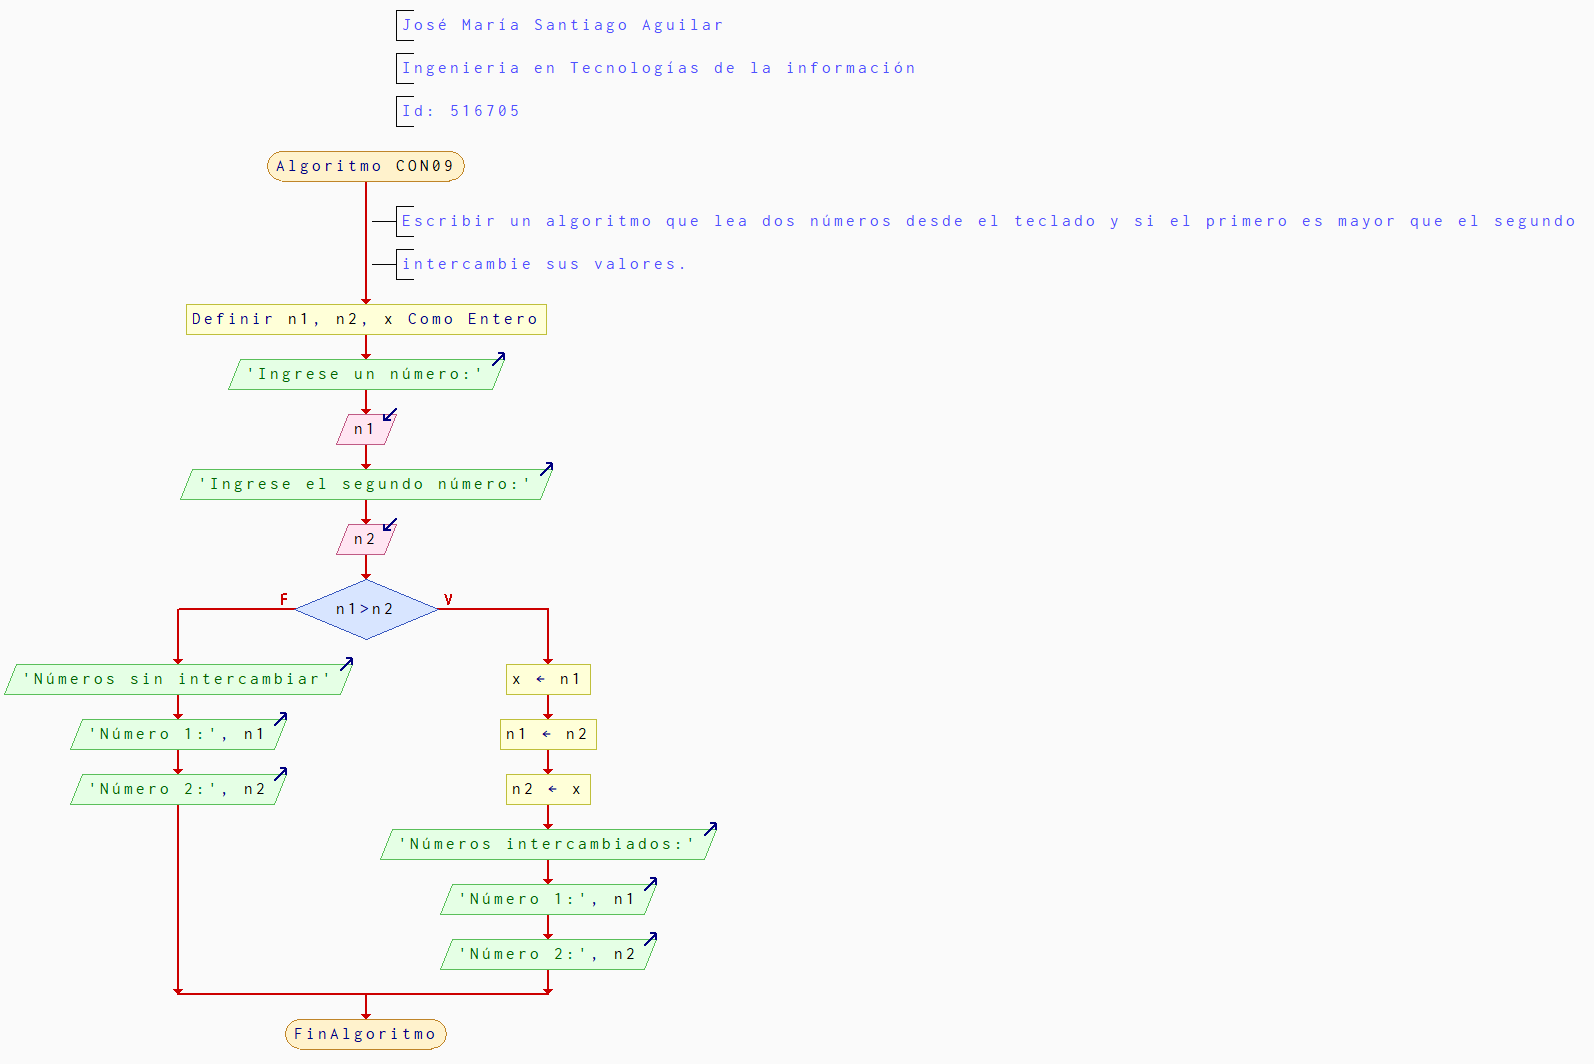 José María Santiago Aguilar
Ingenieria en Tecnologías de la información
Id: 516705
Algoritmo CON09
Escribir un algoritmo que lea dos números desde el teclado y si el primero es mayor que el segundo
intercambie sus valores.
Definir n1, n2, x Como Entero
'Ingrese un número:'
n1
'Ingrese el segundo número:'
n2
F
V
n1>n2
'Números sin intercambiar'
'Número 1:', n1
'Número 2:', n2
x ← n1
n1 ← n2
n2 ← x
'Números intercambiados:'
'Número 1:', n1
'Número 2:', n2
FinAlgoritmo